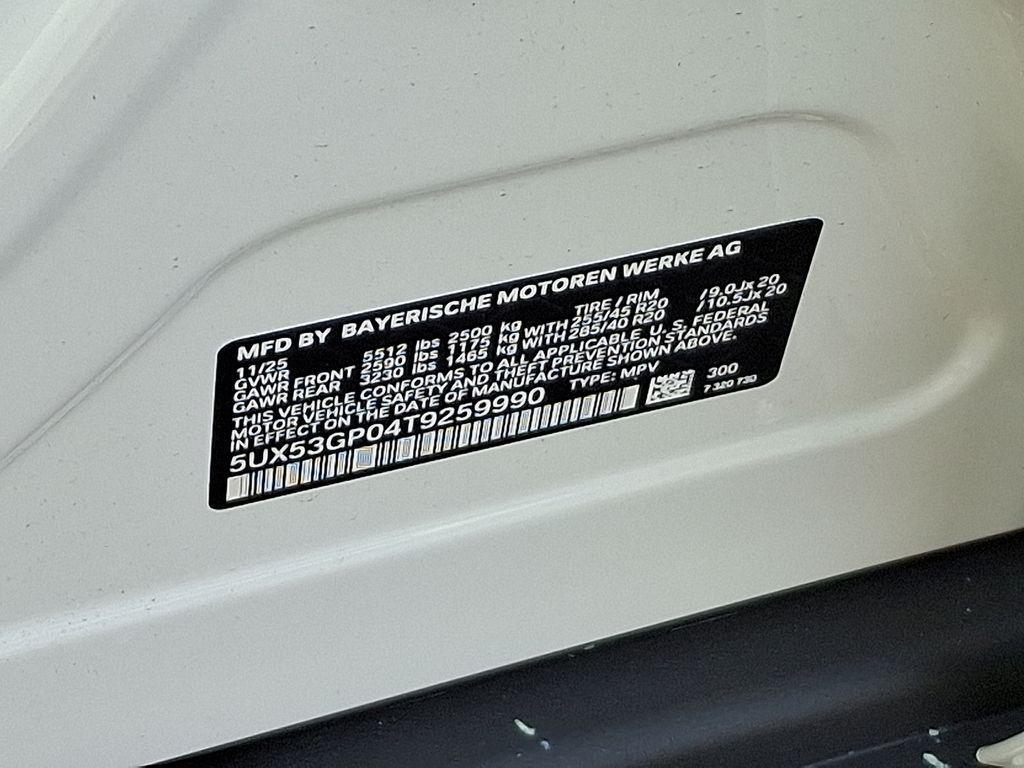 MFD BY BAYERISCHE MOTOREN WERKE AG
11/25 TIRE / RIM
GVWR 5512 lbs 2500 kg
GAWR FRONT 2590 lbs 1175 kg WITH 255/45 R20 /9.0Jx20
GAWR REAR 3230 lbs 1465 kg WITH 285/40 R20 /10.5Jx20
THIS VEHICLE CONFORMS TO ALL APPLICABLE U. S. FEDERAL
MOTOR VEHICLE SAFETY AND THEFT PREVENTION STANDARDS
IN EFFECT ON THE DATE OF MANUFACTURE SHOWN ABOVE.
5UX53GP04T9259990 TYPE: MPV 300
7 320 730